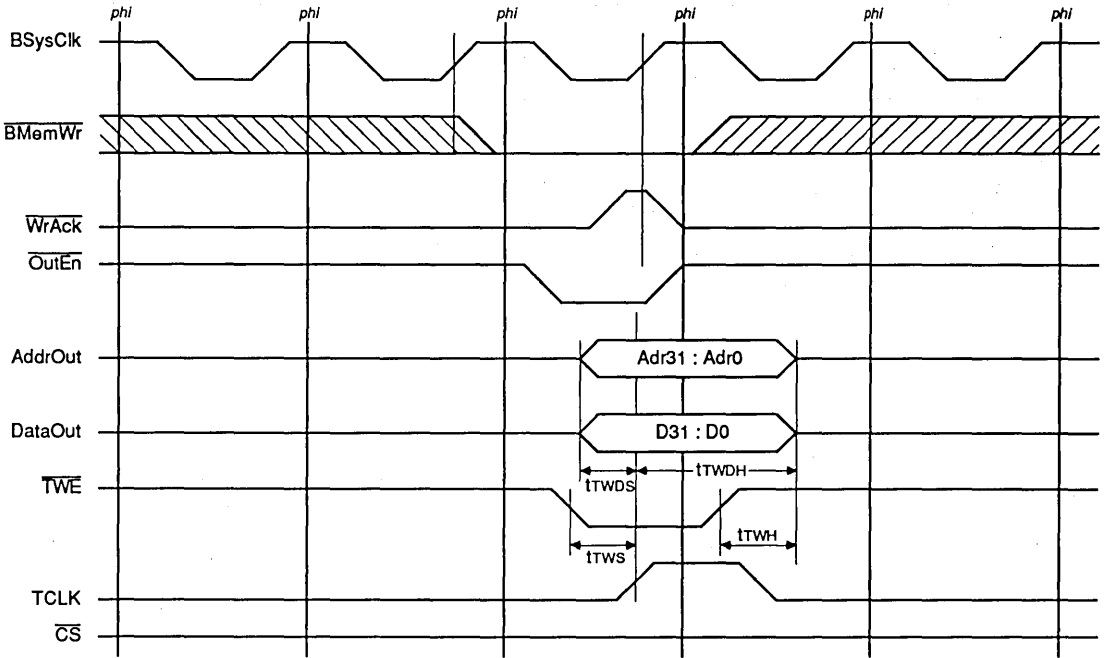 phi phi phi phi phi phi
BSysClk
BMemWr
WrAck
OutEn
AddrOut Adr31 : Adr0
DataOut D31 : D0
tTWDS tTWDH
TWE
tTWS tTWH
TCLK
CS